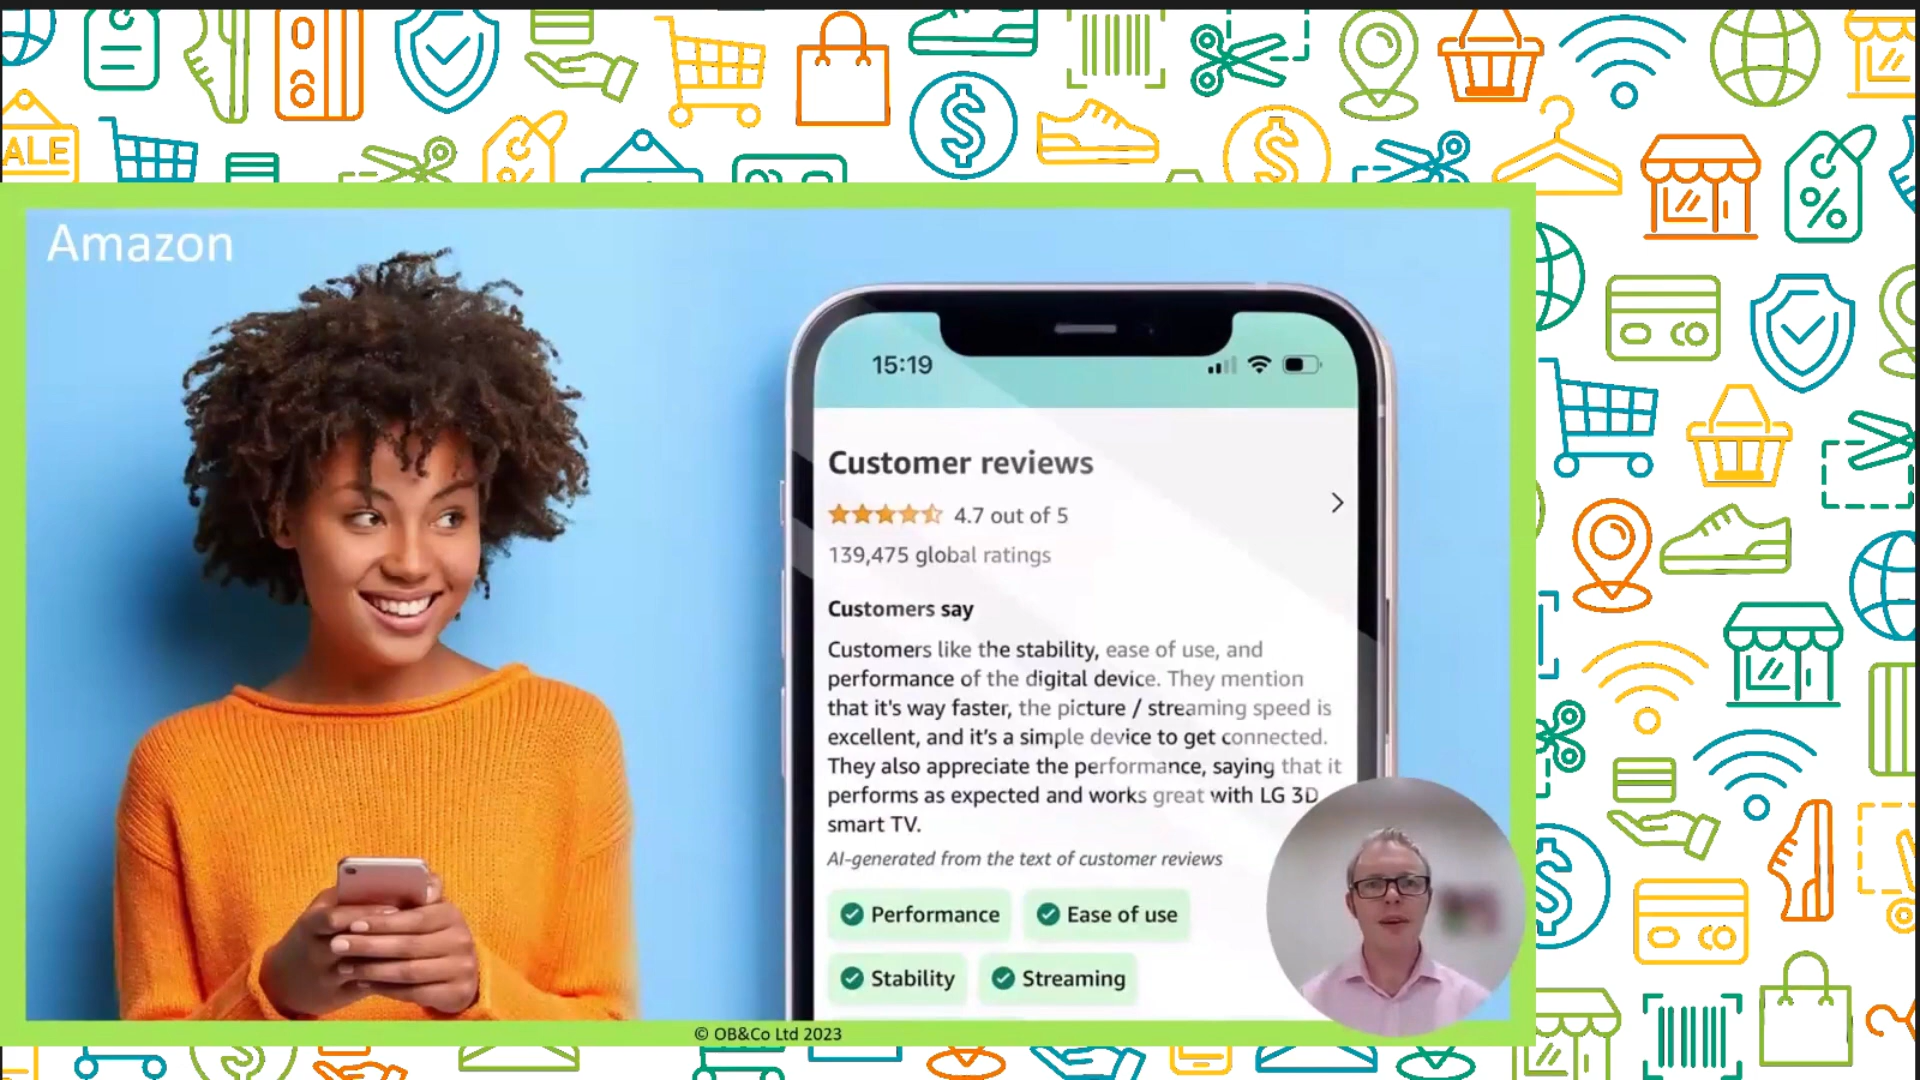 ALE
Amazon
15:19
Customer reviews
4.7 out of 5
139,475 global ratings
Customers say
Customers like the stability, ease of use, and
performance of the digital device. They mention
that it's way faster, the picture / streaming speed is
excellent, and it's a simple device to get connected.
They also appreciate the performance, saying that it
performs as expected and works great with LG 3D
smart TV.
AI-generated from the text of customer reviews
Performance
Ease of use
Stability
Streaming
© OB&Co Ltd 2023